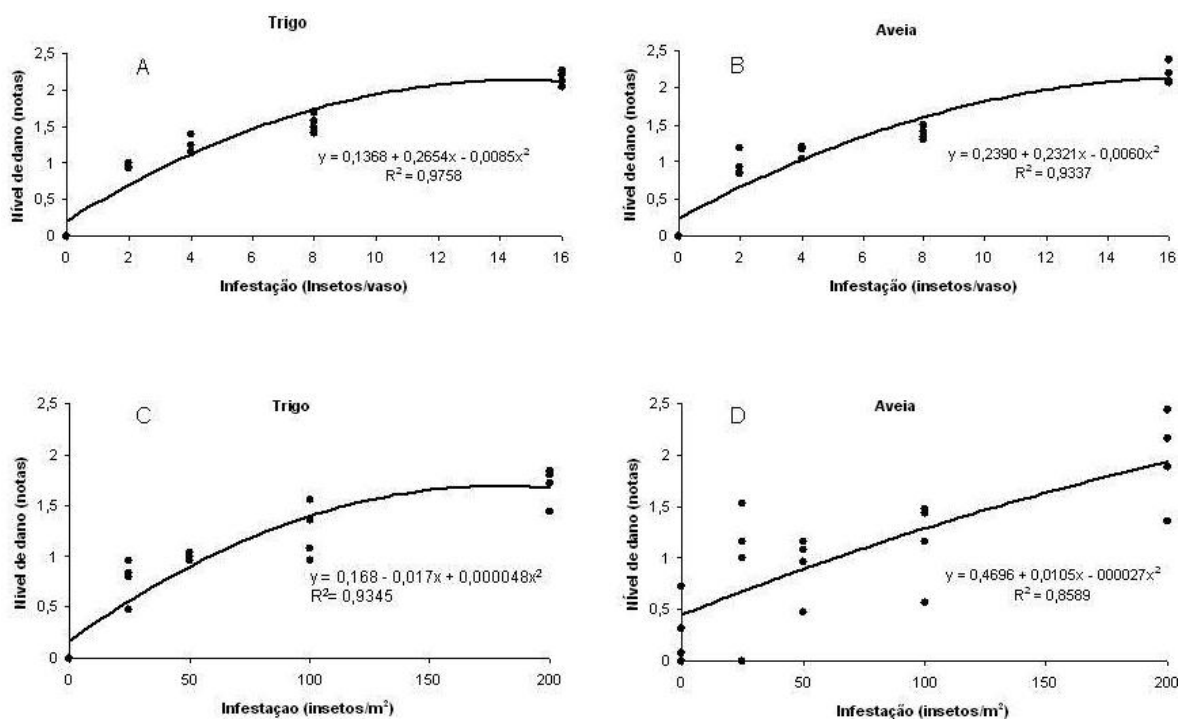 Trigo
A
2,5
2
1,5
1
0,5
0
Nível de dano (notas)
y = 0,1368 + 0,2654x - 0,0085x²
R² = 0,9758
0 2 4 6 8 10 12 14 16
Infestação (Insetos/vaso)
Aveia
B
2,5
2
1,5
1
0,5
0
Nível de dano (notas)
y = 0,2390 + 0,2321x - 0,0060x²
R² = 0,9337
0 2 4 6 8 10 12 14 16
Infestação (insetos/vaso)
Trigo
C
2,5
2
1,5
1
0,5
0
Nível de dano (notas)
y = 0,168 - 0,017x + 0,000048x²
R²= 0,9345
0 50 100 150 200
Infestaçao (insetos/m²)
Aveia
D
2,5
2
1,5
1
0,5
0
Nível de dano (notas)
y = 0,4696 + 0,0105x - 000027x²
R² = 0,8589
0 50 100 150 200
Infestação (insetos/m²)